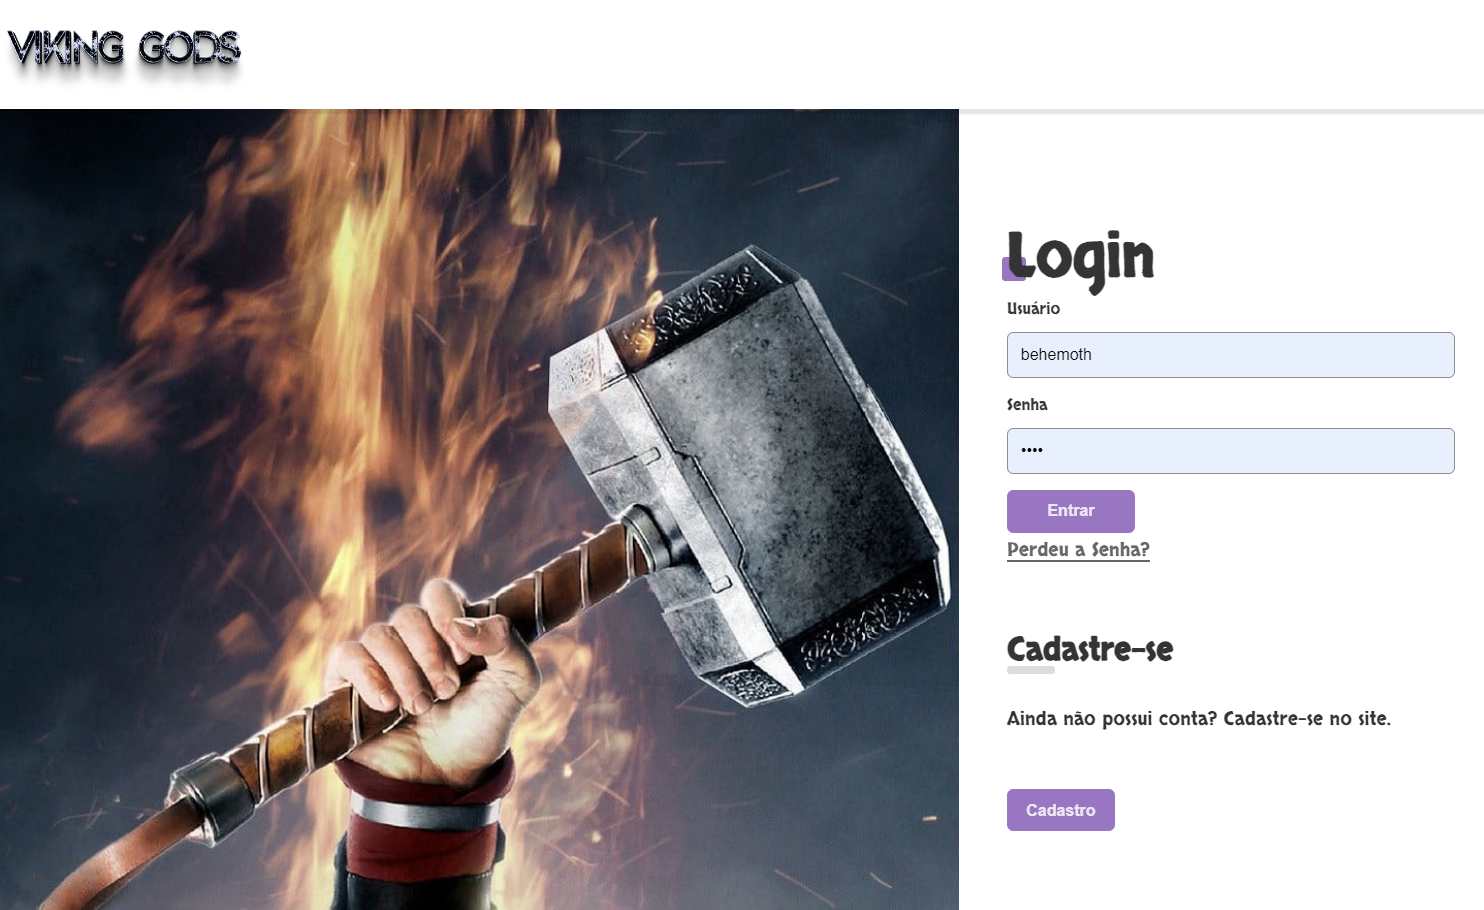 VIKING GODS
Login
Usuário
behemoth
Senha
••••
Entrar
Perdeu a Senha?
Cadastre-se
Ainda não possui conta? Cadastre-se no site.
Cadastro